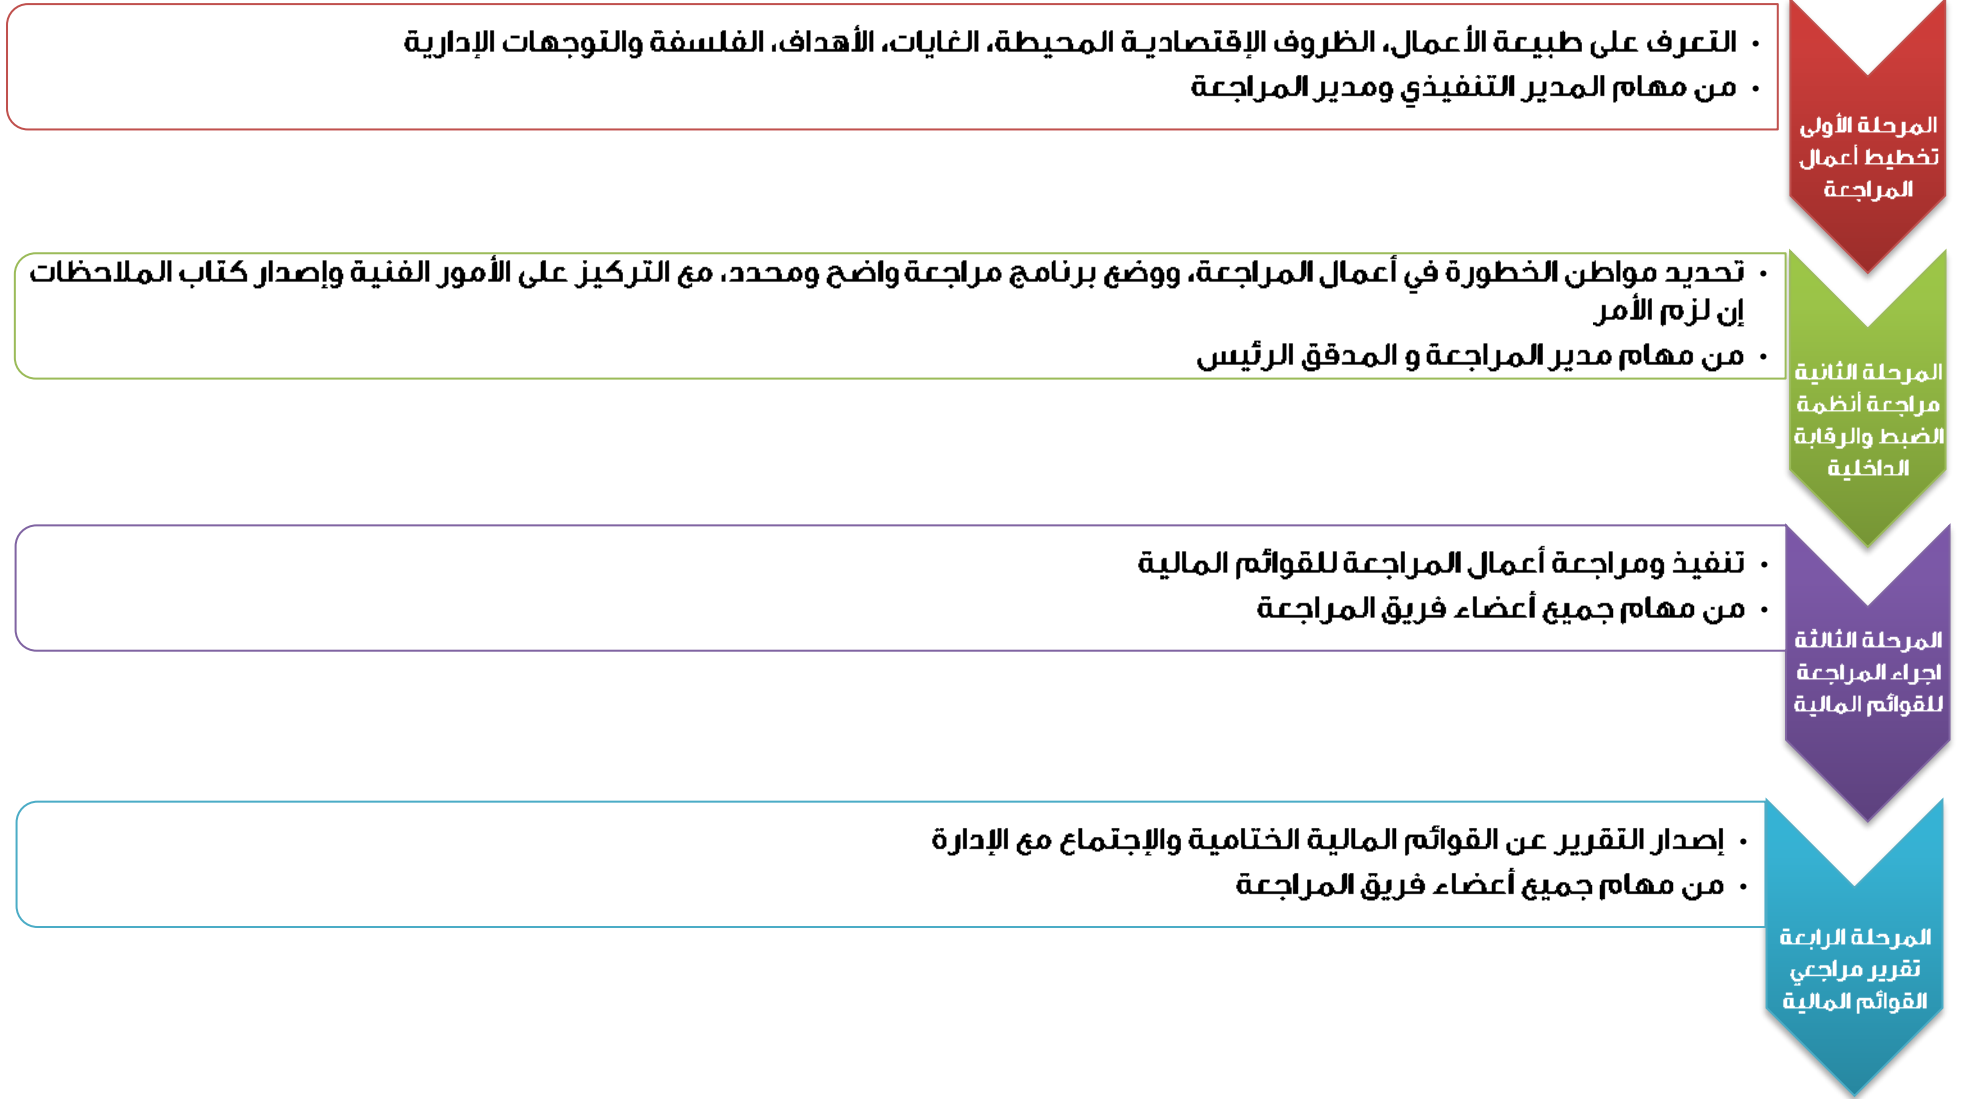 المرحلة الأولى
تخطيط أعمال
المراجعة
• التعرف على طبيعة الأعمال، الظروف الإقتصادية المحيطة، الغايات، الأهداف، الفلسفة والتوجهات الإدارية
• من مهام المدير التنفيذي ومدير المراجعة
المرحلة الثانية
مراجعة أنظمة
الضبط والرقابة
الداخلية
• تحديد مواطن الخطورة في أعمال المراجعة، ووضع برنامج مراجعة واضح ومحدد، مع التركيز على الأمور الفنية وإصدار كتاب الملاحظات
إن لزم الأمر
• من مهام مدير المراجعة و المدقق الرئيس
المرحلة الثالثة
اجراء المراجعة
للقوائم المالية
• تنفيذ ومراجعة أعمال المراجعة للقوائم المالية
• من مهام جميع أعضاء فريق المراجعة
المرحلة الرابعة
تقرير مراجعي
القوائم المالية
• إصدار التقرير عن القوائم المالية الختامية والإجتماع مع الإدارة
• من مهام جميع أعضاء فريق المراجعة